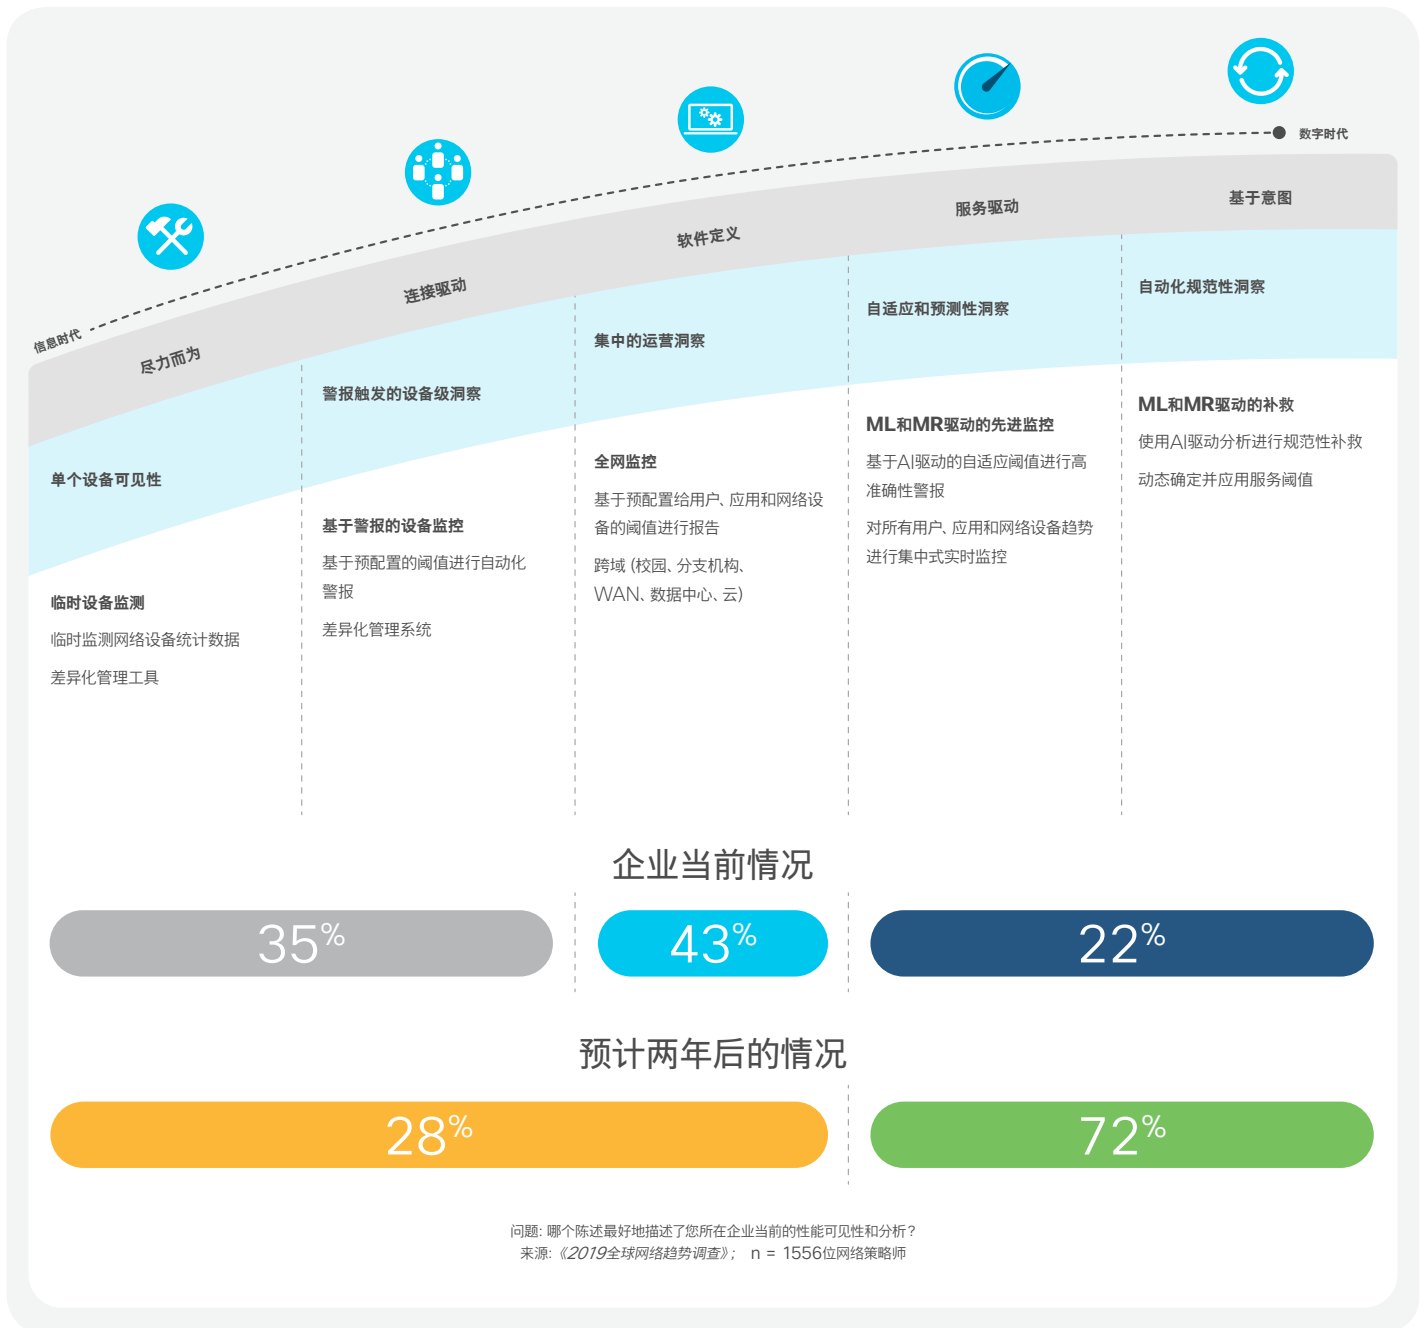 信息时代
数字时代
尽力而为
连接驱动
软件定义
服务驱动
基于意图
单个设备可见性
临时设备监测
临时监测网络设备统计数据
差异化管理工具
警报触发的设备级洞察
基于警报的设备监控
基于预配置的阈值进行自动化
警报
差异化管理系统
集中的运营洞察
全网监控
基于预配置给用户、应用和网络设
备的阈值进行报告
跨域 (校园、分支机构、
WAN、数据中心、云)
自适应和预测性洞察
ML和MR驱动的先进监控
基于AI驱动的自适应阈值进行高
准确性警报
对所有用户、应用和网络设备趋势
进行集中式实时监控
自动化规范性洞察
ML和MR驱动的补救
使用AI驱动分析进行规范性补救
动态确定并应用服务阈值
企业当前情况
35%
43%
22%
预计两年后的情况
28%
72%
问题: 哪个陈述最好地描述了您所在企业当前的性能可见性和分析?
来源:《2019全球网络趋势调查》; n = 1556位网络策略师